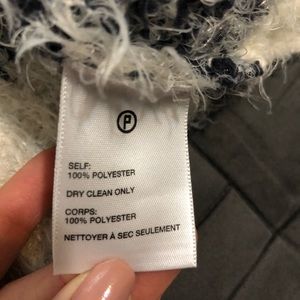 P
SELF:
100% POLYESTER
DRY CLEAN ONLY
CORPS:
100% POLYESTER
NETTOYER À SEC SEULEMENT